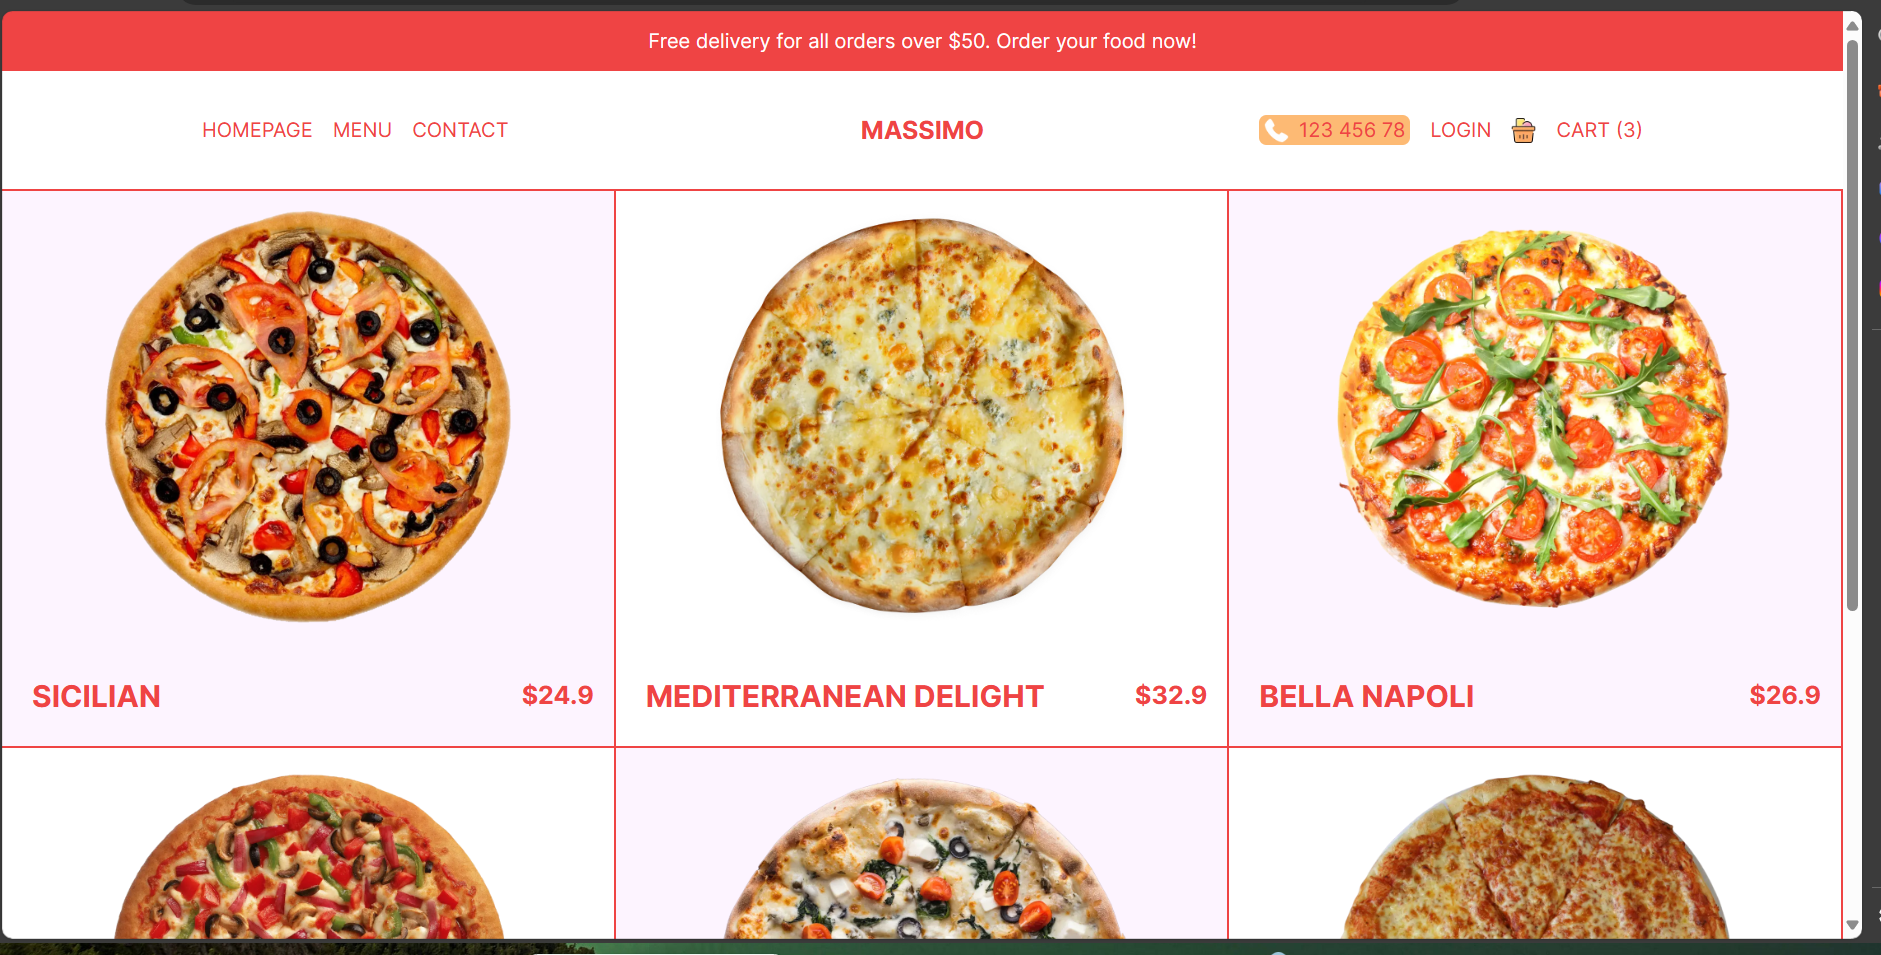 Free delivery for all orders over $50. Order your food now!
HOMEPAGE MENU CONTACT MASSIMO 123 456 78 LOGIN CART (3)
SICILIAN $24.9 MEDITERRANEAN DELIGHT $32.9 BELLA NAPOLI $26.9